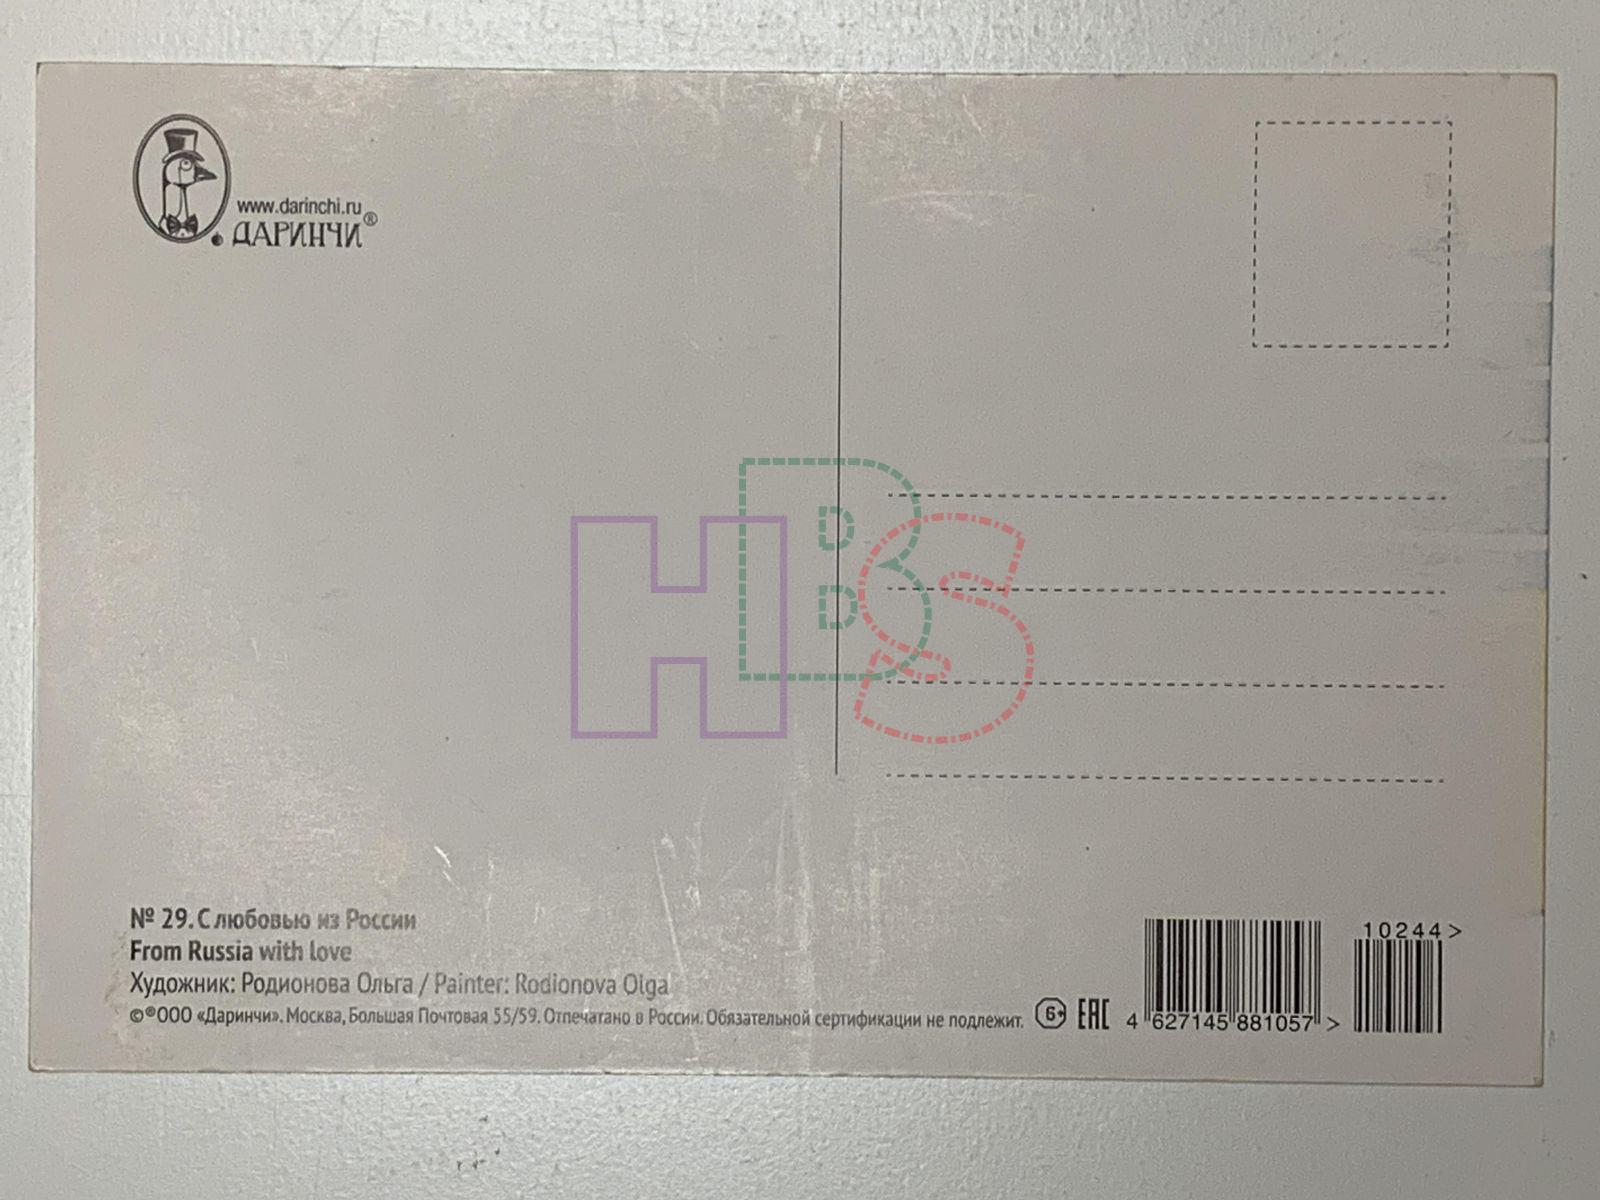 www.darinchi.ru
ДАРИНЧИ®
HBS
№ 29. С любовью из России
From Russia with love
Художник: Родионова Ольга / Painter: Rodionova Olga
©®ООО «Даринчи». Москва, Большая Почтовая 55/59. Отпечатано в России. Обязательной сертификации не подлежит.
6+ EAC
4 627145 881057 >
10244 >